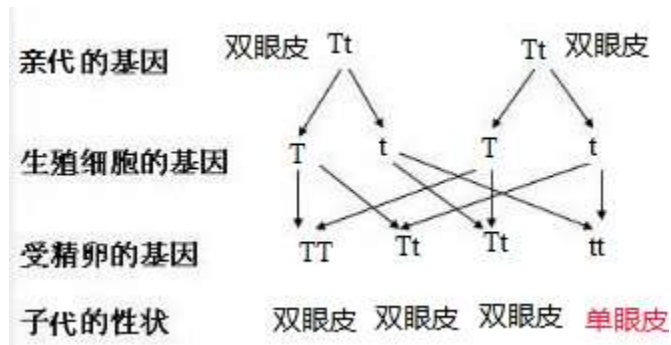 亲代的基因 双眼皮 Tt Tt 双眼皮
生殖细胞的基因 T t T t
受精卵的基因 TT Tt Tt tt
子代的性状 双眼皮 双眼皮 双眼皮 单眼皮